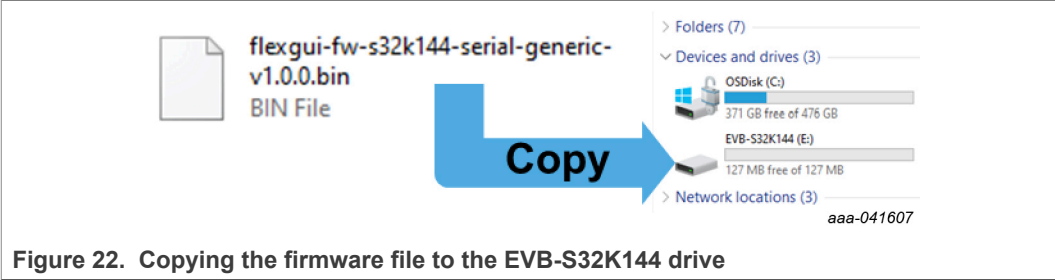 flexgui-fw-s32k144-serial-generic-
v1.0.0.bin
BIN File
Copy
> Folders (7)
Devices and drives (3)
OSDisk (C:)
371 GB free of 476 GB
EVB-S32K144 (E:)
127 MB free of 127 MB
> Network locations (3)
aaa-041607
Figure 22. Copying the firmware file to the EVB-S32K144 drive